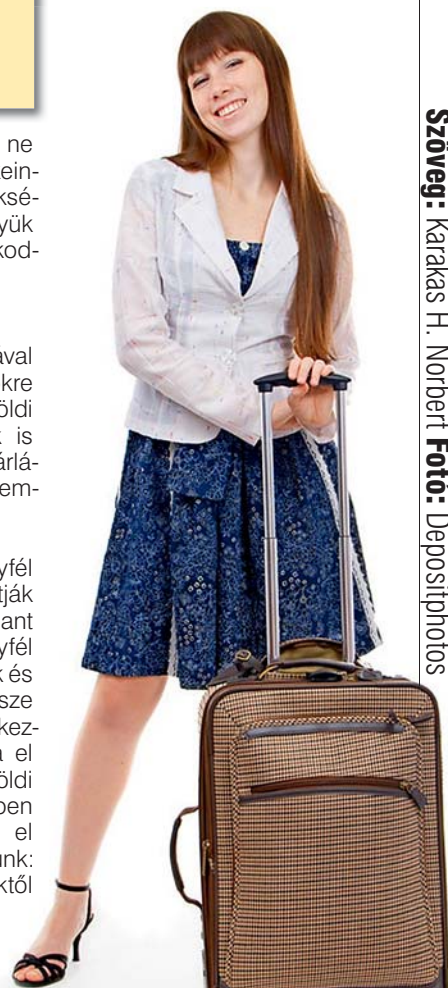 ne
ein-
ksé-
yük
kod-
ával
kre
öldi
k is
árlá-
em-
yfél
tják
ant
yfél
k és
sze
kez-
a el
öldi
ben
el
unk:
któl
Szöveg: Karakas H. Norbert Fotó: Depositphotos